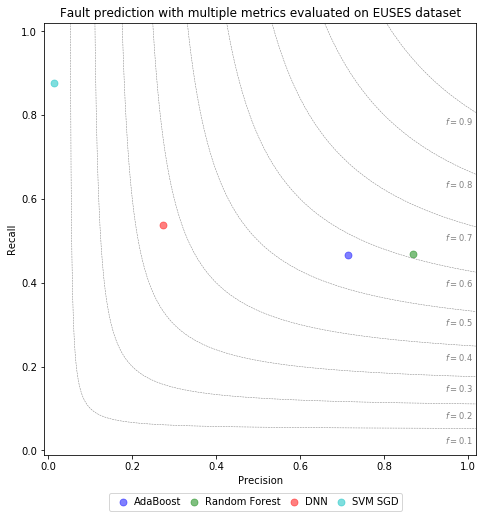 Fault prediction with multiple metrics evaluated on EUSES dataset
1.0
0.8
0.6
0.4
0.2
0.0
Recall
f = 0.9
f = 0.8
f = 0.7
f = 0.6
f = 0.5
f = 0.4
f = 0.3
f = 0.2
f = 0.1
0.0 0.2 0.4 0.6 0.8 1.0
Precision
AdaBoost Random Forest DNN SVM SGD